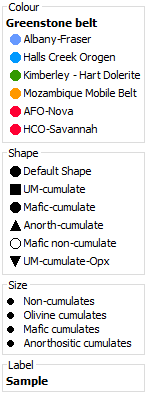 Colour
Greenstone belt
Albany-Fraser
Halls Creek Orogen
Kimberley - Hart Dolerite
Mozambique Mobile Belt
AFO-Nova
HCO-Savannah
Shape
Default Shape
UM-cumulate
Mafic-cumulate
Anorth-cumulate
Mafic non-cumulate
UM-cumulate-Opx
Size
Non-cumulates
Olivine cumulates
Mafic cumulates
Anorthositic cumulates
Label
Sample